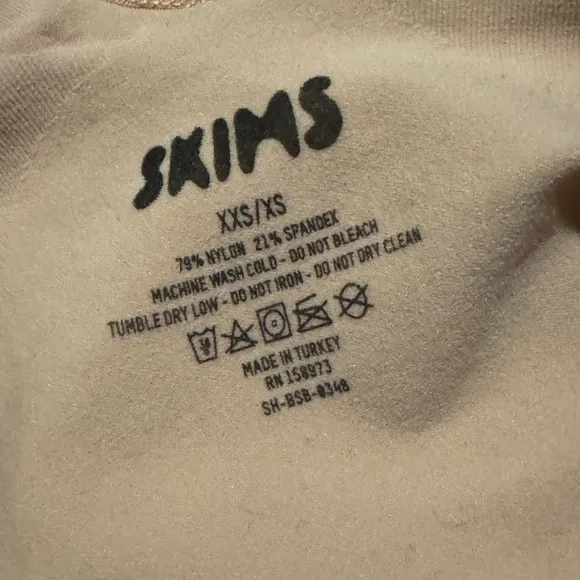 SKIMS
XXS/XS
79% NYLON 21% SPANDEX
MACHINE WASH COLD - DO NOT BLEACH
TUMBLE DRY LOW - DO NOT IRON - DO NOT DRY CLEAN
30
MADE IN TURKEY
RN 158973
SH-BSB-0348